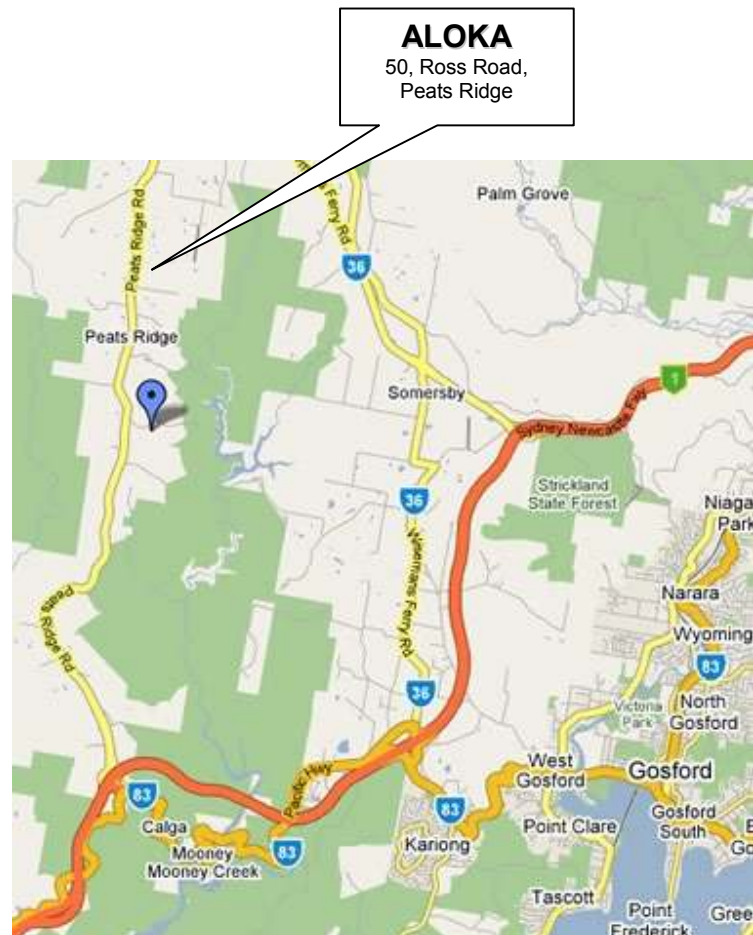 ALOKA
50, Ross Road,
Peats Ridge
Ferry Rd
Palm Grove
Peats Ridge Rd
36
Peats Ridge
1
Somersby
Sydney Newcastle Fwy
Strickland
State Forest
36
Niaga
Park
Wisemans Ferry Rd
Narara
Peats Ridge Rd
Wyoming
83
36
Victoria
Park
North
Gosford
Pacific Hwy
West
Gosford
Gosford
83
83
Calga
Point Clare
Gosford
South
Kariong
Mooney
Mooney Creek
83
Tascott
Point
Frederick
Gree